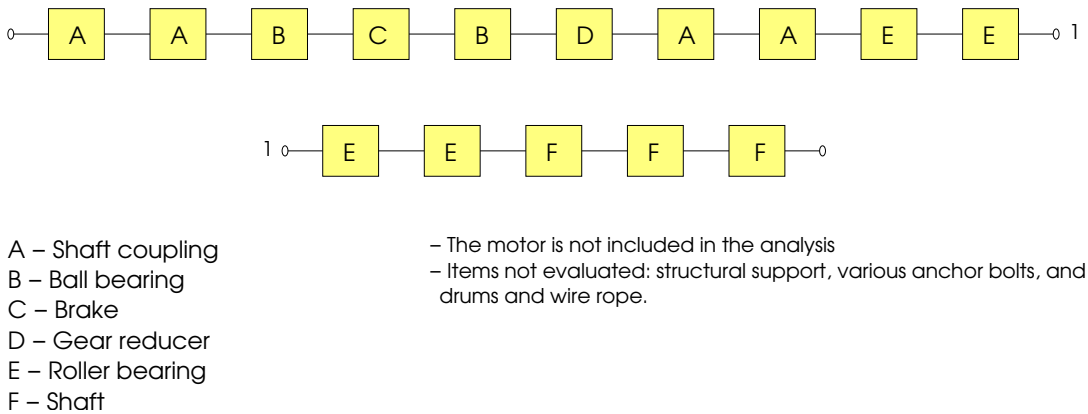 A A B C B D A A E E 1
1 E E F F F
A – Shaft coupling
B – Ball bearing
C – Brake
D – Gear reducer
E – Roller bearing
F – Shaft
– The motor is not included in the analysis
– Items not evaluated: structural support, various anchor bolts, and
drums and wire rope.